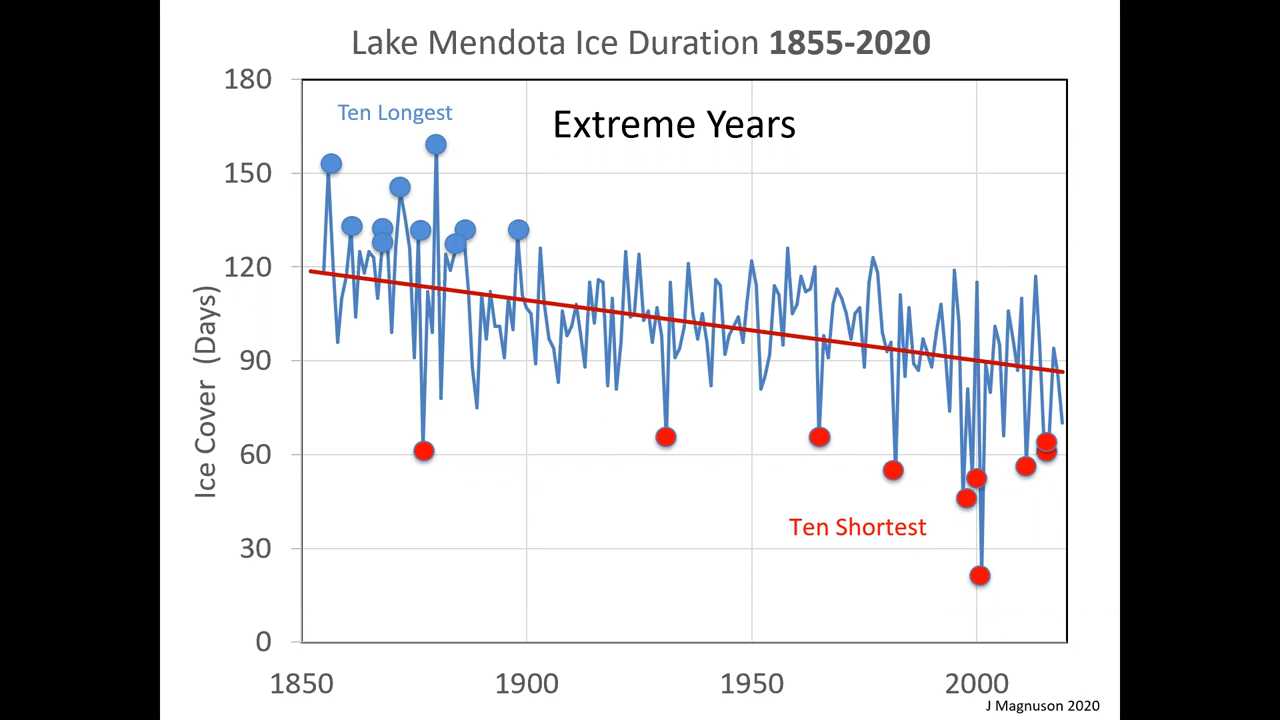 Lake Mendota Ice Duration 1855-2020
180
Ten Longest
Extreme Years
150
120
90
60
30
0
Ice Cover (Days)
Ten Shortest
1850
1900
1950
2000
J Magnuson 2020